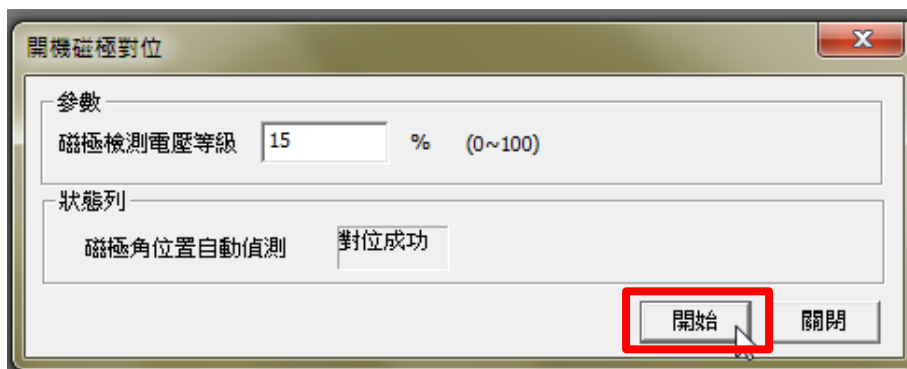 開機磁極對位
參數
磁極檢測電壓等級 15 % (0~100)
狀態列
磁極角位置自動偵測 對位成功
開始 關閉